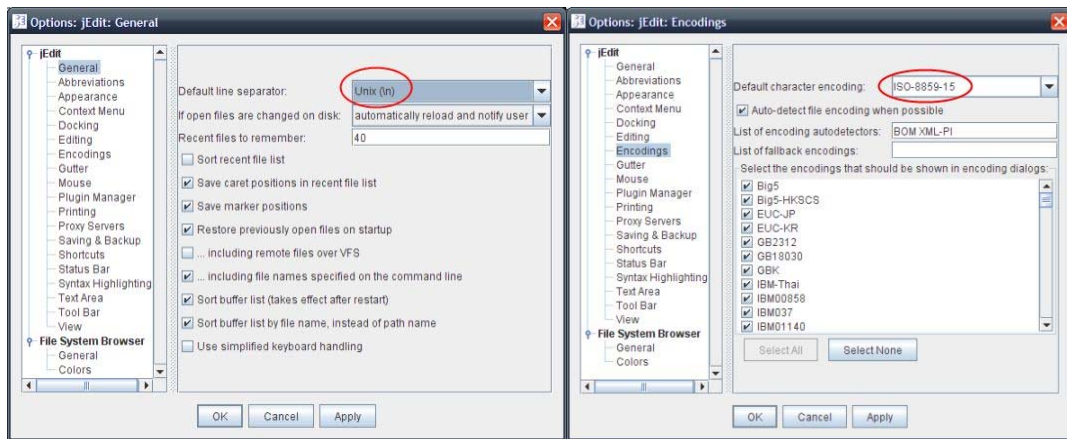 Options: jEdit: General
jEdit
General
Abbreviations
Appearance
Context Menu
Docking
Editing
Encodings
Gutter
Mouse
Plugin Manager
Printing
Proxy Servers
Saving & Backup
Shortcuts
Status Bar
Syntax Highlighting
Text Area
Tool Bar
View
File System Browser
General
Colors
Default line separator: Unix (\n)
If open files are changed on disk: automatically reload and notify user
Recent files to remember: 40
Sort recent file list
Save caret positions in recent file list
Save marker positions
Restore previously open files on startup
... including remote files over VFS
... including file names specified on the command line
Sort buffer list (takes effect after restart)
Sort buffer list by file name, instead of path name
Use simplified keyboard handling
OK Cancel Apply
Options: jEdit: Encodings
jEdit
General
Abbreviations
Appearance
Context Menu
Docking
Editing
Encodings
Gutter
Mouse
Plugin Manager
Printing
Proxy Servers
Saving & Backup
Shortcuts
Status Bar
Syntax Highlighting
Text Area
Tool Bar
View
File System Browser
General
Colors
Default character encoding: ISO-8859-15
Auto-detect file encoding when possible
List of encoding autodetectors: BOM XML-PI
List of fallback encodings:
Select the encodings that should be shown in encoding dialogs:
Big5
Big5-HKSCS
EUC-JP
EUC-KR
GB2312
GB18030
GBK
IBM-Thai
IBM00858
IBM037
IBM01140
Select All Select None
OK Cancel Apply